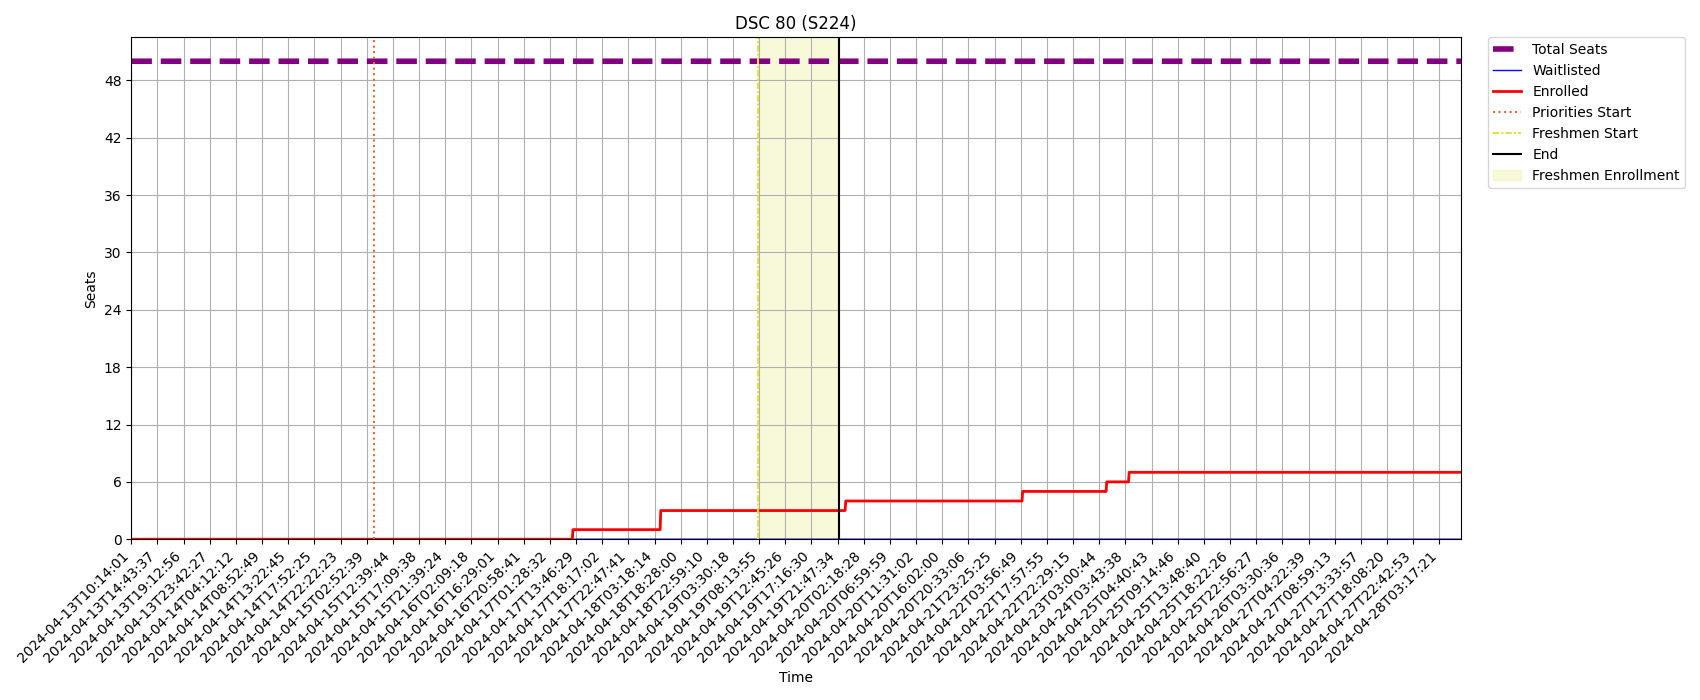 DSC 80 (S224)
Total Seats
Waitlisted
Enrolled
Priorities Start
Freshmen Start
End
Freshmen Enrollment
Seats
48
42
36
30
24
18
12
6
0
2024-04-13T10:14:01
2024-04-13T14:43:37
2024-04-13T19:12:56
2024-04-13T23:42:27
2024-04-14T04:12:12
2024-04-14T08:52:49
2024-04-14T13:22:45
2024-04-14T17:52:25
2024-04-14T22:22:23
2024-04-15T02:52:39
2024-04-15T12:39:44
2024-04-15T17:09:38
2024-04-15T21:39:24
2024-04-16T02:09:18
2024-04-16T16:29:01
2024-04-16T20:58:41
2024-04-17T01:28:32
2024-04-17T13:46:29
2024-04-17T18:17:02
2024-04-17T22:47:41
2024-04-18T03:18:14
2024-04-18T18:28:00
2024-04-18T22:59:10
2024-04-19T03:30:18
2024-04-19T08:13:55
2024-04-19T12:45:26
2024-04-19T17:16:30
2024-04-19T21:47:34
2024-04-20T02:18:28
2024-04-20T06:59:59
2024-04-20T11:31:02
2024-04-20T16:02:00
2024-04-20T20:33:06
2024-04-21T23:25:25
2024-04-22T03:56:49
2024-04-22T17:57:55
2024-04-22T22:29:15
2024-04-23T03:00:44
2024-04-24T03:43:38
2024-04-25T04:40:43
2024-04-25T09:14:46
2024-04-25T13:48:40
2024-04-25T18:22:26
2024-04-25T22:56:27
2024-04-26T03:30:36
2024-04-27T04:22:39
2024-04-27T08:59:13
2024-04-27T13:33:57
2024-04-27T18:08:20
2024-04-27T22:42:53
2024-04-28T03:17:21
Time